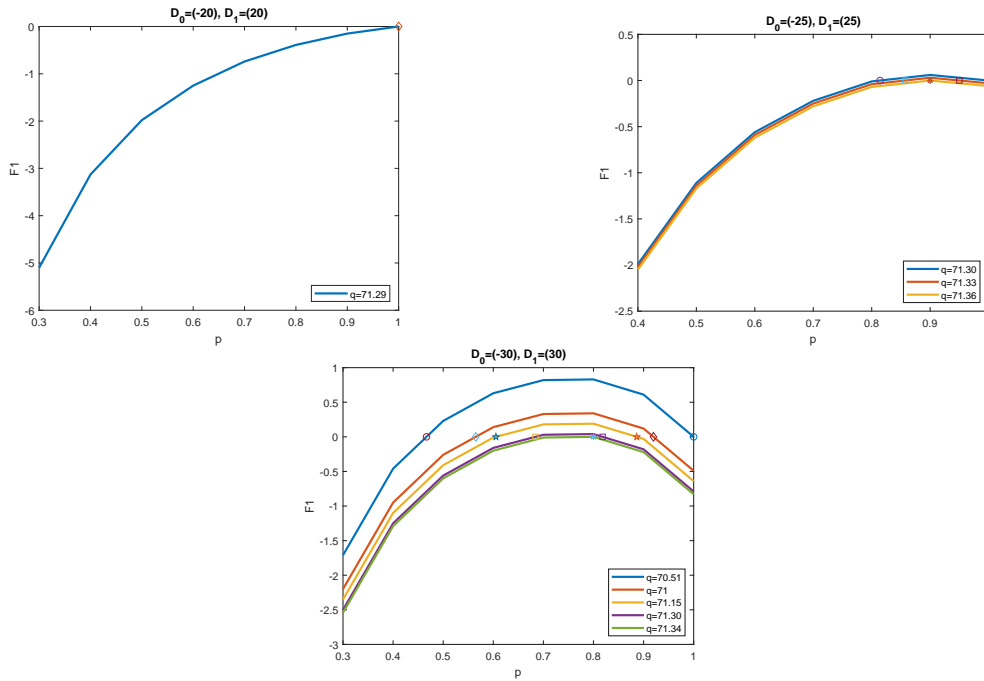 D0=(-20), D1=(20)
0
-1
-2
-3
-4
-5
-6
F1
0.3 0.4 0.5 0.6 0.7 0.8 0.9 1
p
q=71.29
D0=(-25), D1=(25)
0.5
0
-0.5
-1
-1.5
-2
-2.5
F1
0.4 0.5 0.6 0.7 0.8 0.9
p
q=71.30
q=71.33
q=71.36
D0=(-30), D1=(30)
1
0.5
0
-0.5
-1
-1.5
-2
-2.5
-3
F1
0.3 0.4 0.5 0.6 0.7 0.8 0.9 1
p
q=70.51
q=71
q=71.15
q=71.30
q=71.34